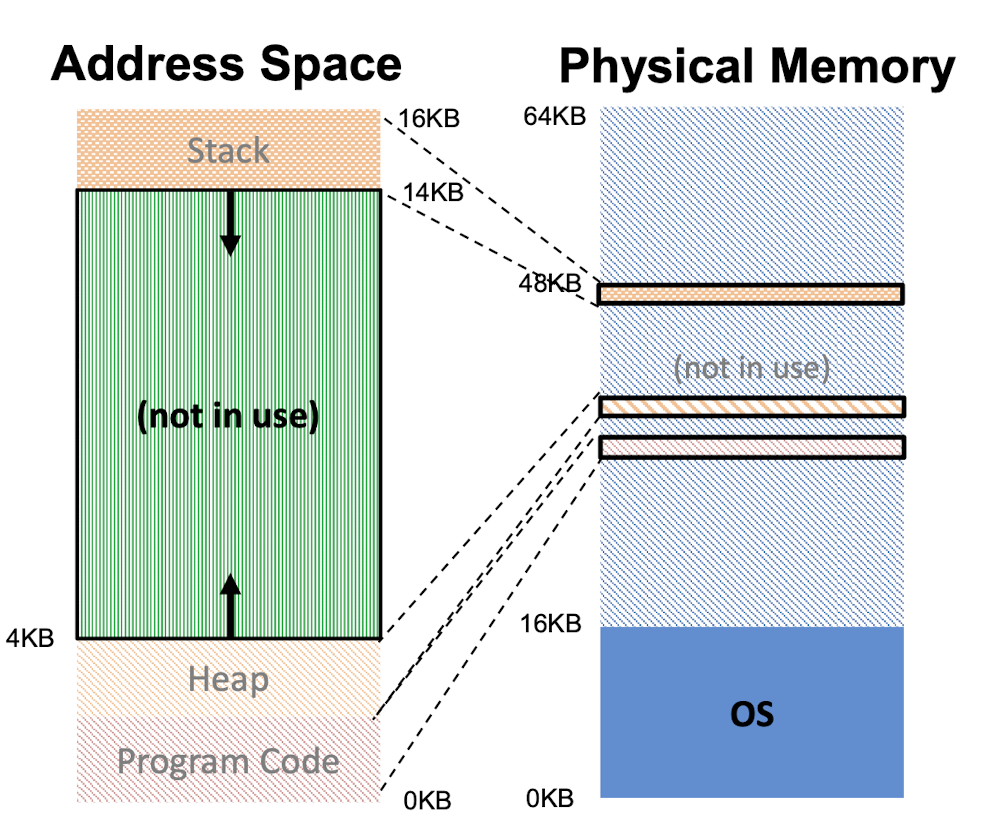 Address Space
Physical Memory
16KB
Stack
14KB
(not in use)
4KB
Heap
Program Code
0KB
64KB
48KB
(not in use)
16KB
OS
0KB